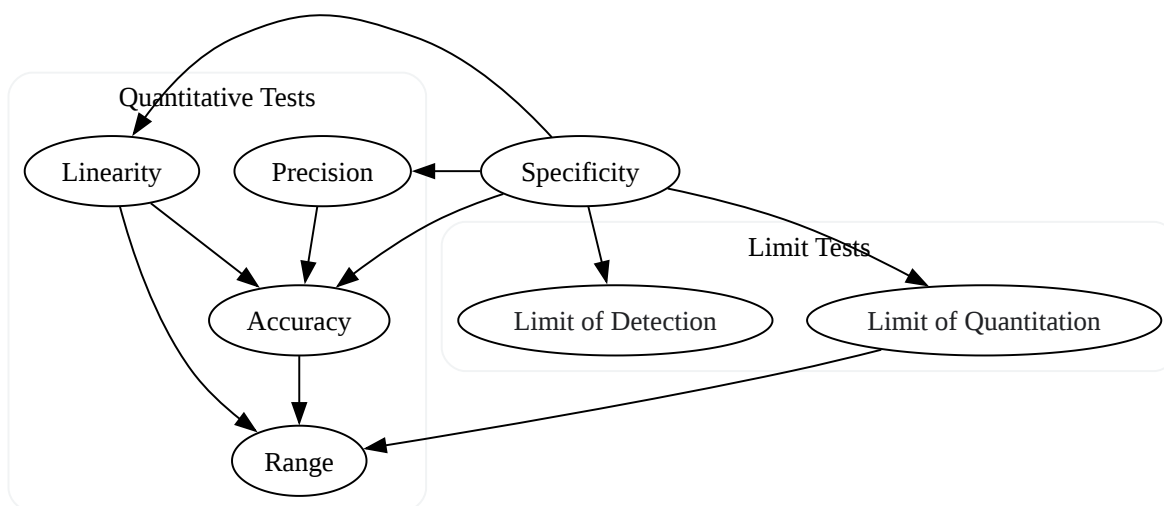 Quantitative Tests
Linearity
Precision
Specificity
Limit Tests
Accuracy
Limit of Detection
Limit of Quantitation
Range